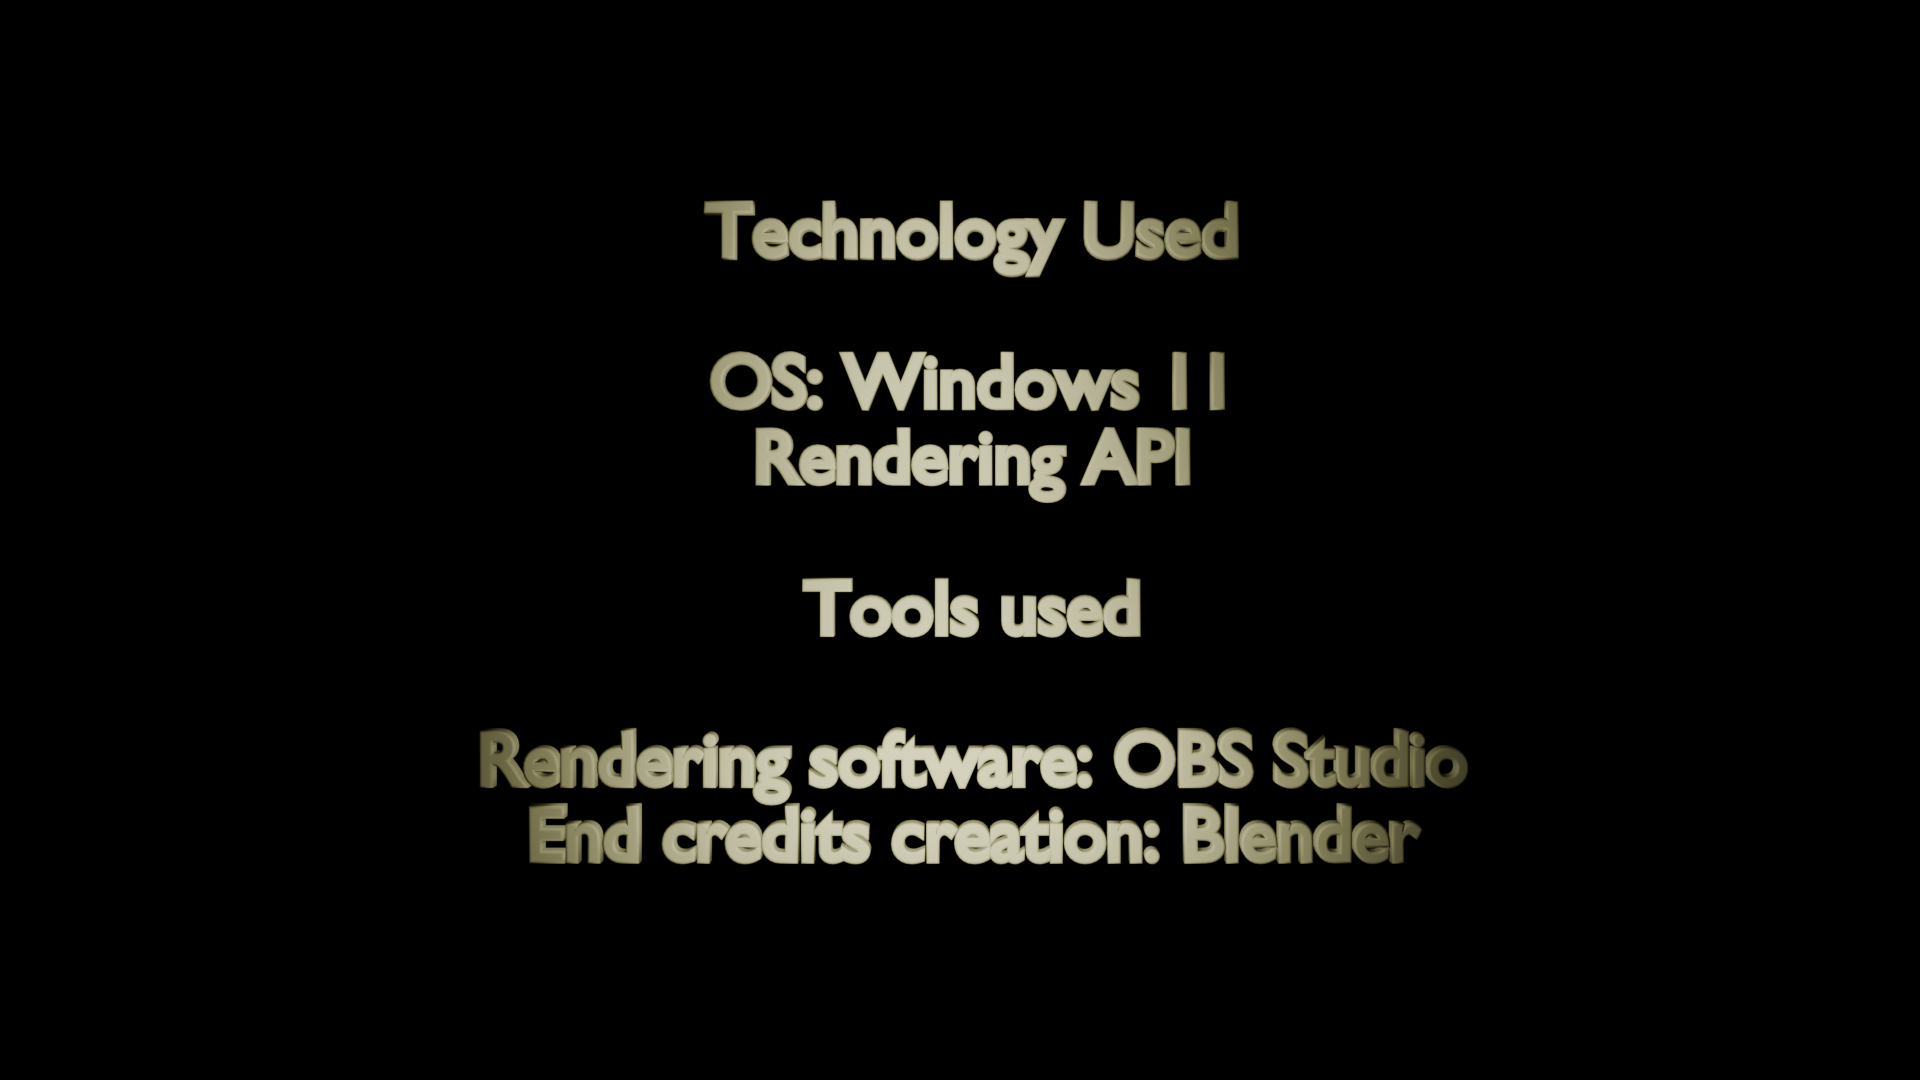 Technology Used
OS: Windows 11
Rendering API
Tools used
Rendering software: OBS Studio
End credits creation: Blender